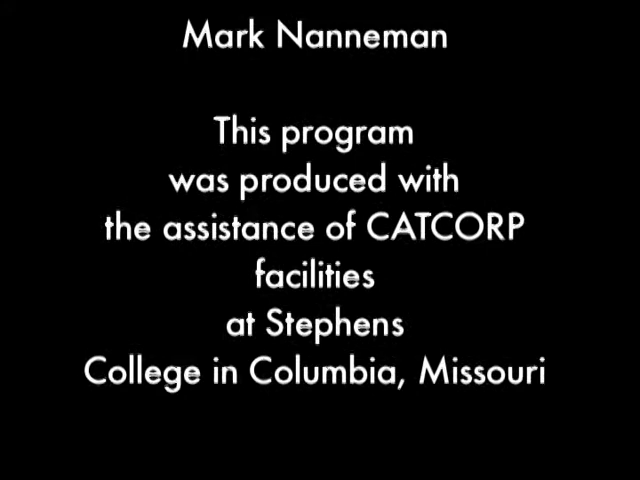 Mark Nanneman
This program
was produced with
the assistance of CATCORP
facilities
at Stephens
College in Columbia, Missouri